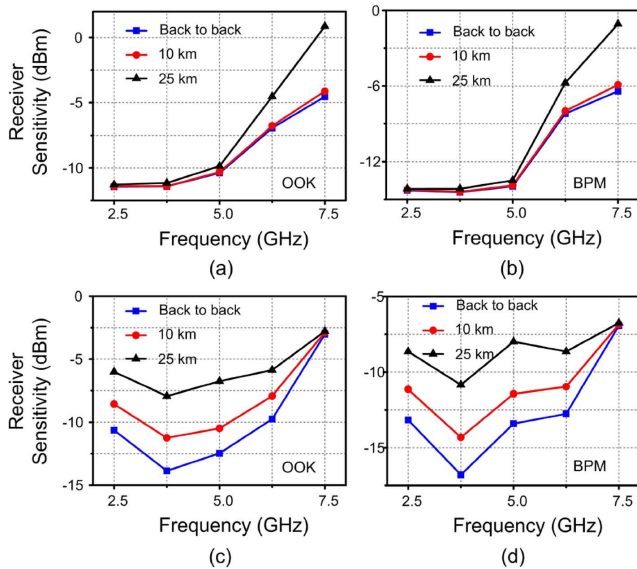 Receiver
Sensitivity (dBm)
0
-5
-10
Back to back
10 km
25 km
OOK
2.5
5.0
7.5
Frequency (GHz)
(a)
0
-6
-12
Back to back
10 km
25 km
BPM
2.5
5.0
7.5
Frequency (GHz)
(b)
Receiver
Sensitivity (dBm)
0
-5
-10
-15
Back to back
10 km
25 km
OOK
2.5
5.0
7.5
Frequency (GHz)
(c)
-5
-10
-15
Back to back
10 km
25 km
BPM
2.5
5.0
7.5
Frequency (GHz)
(d)